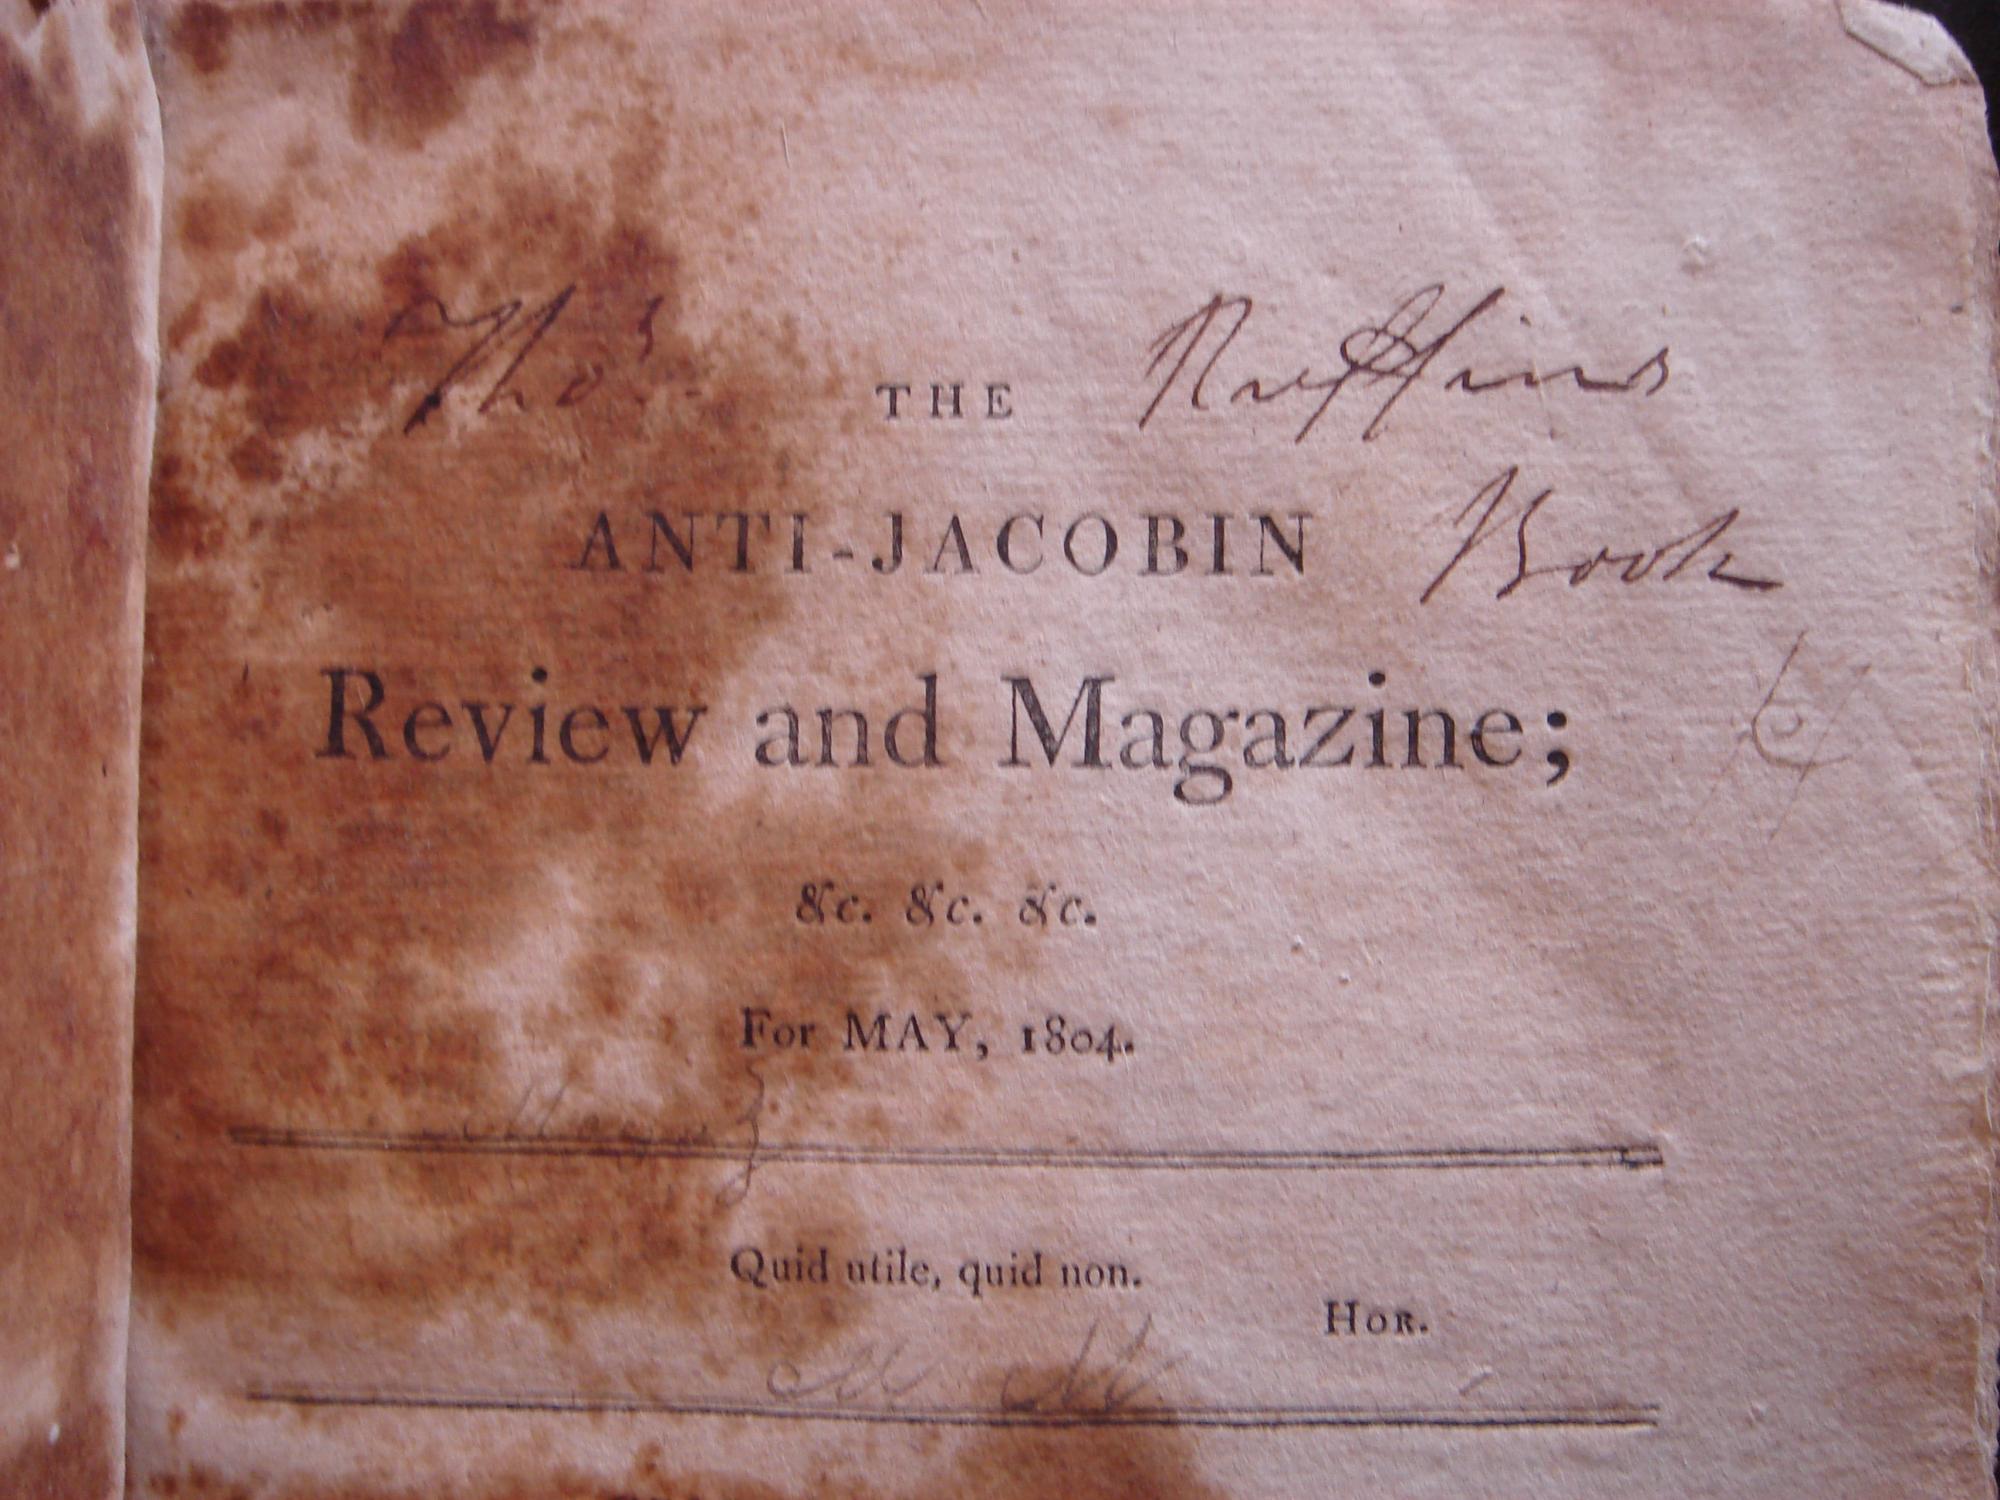 Thos. Ruffins
THE
ANTI-JACOBIN
Book
Review and Magazine;
&c. &c. &c.
For MAY, 1804.
Quid utile, quid non.
HOR.